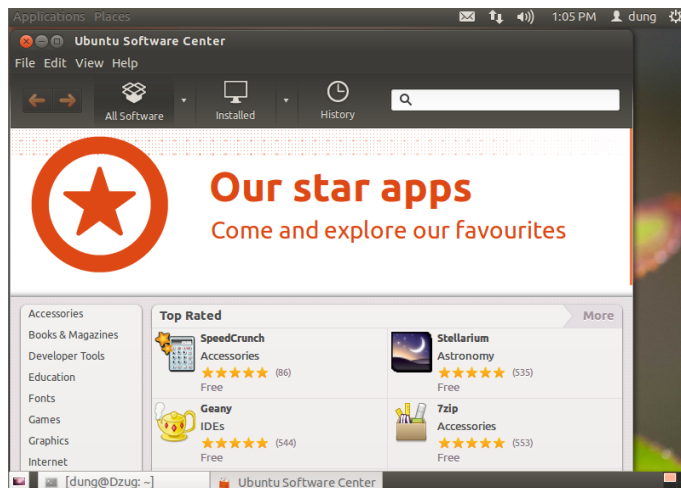 Applications Places
1:05 PM dung
Ubuntu Software Center
File Edit View Help
All Software
Installed
History
Our star apps
Come and explore our favourites
Accessories
Books & Magazines
Developer Tools
Education
Fonts
Games
Graphics
Internet
Top Rated
More
SpeedCrunch
Accessories
(86)
Free
Stellarium
Astronomy
(535)
Free
Geany
IDEs
(544)
Free
7zip
Accessories
(553)
Free
[dung@Dzug: ~]
Ubuntu Software Center